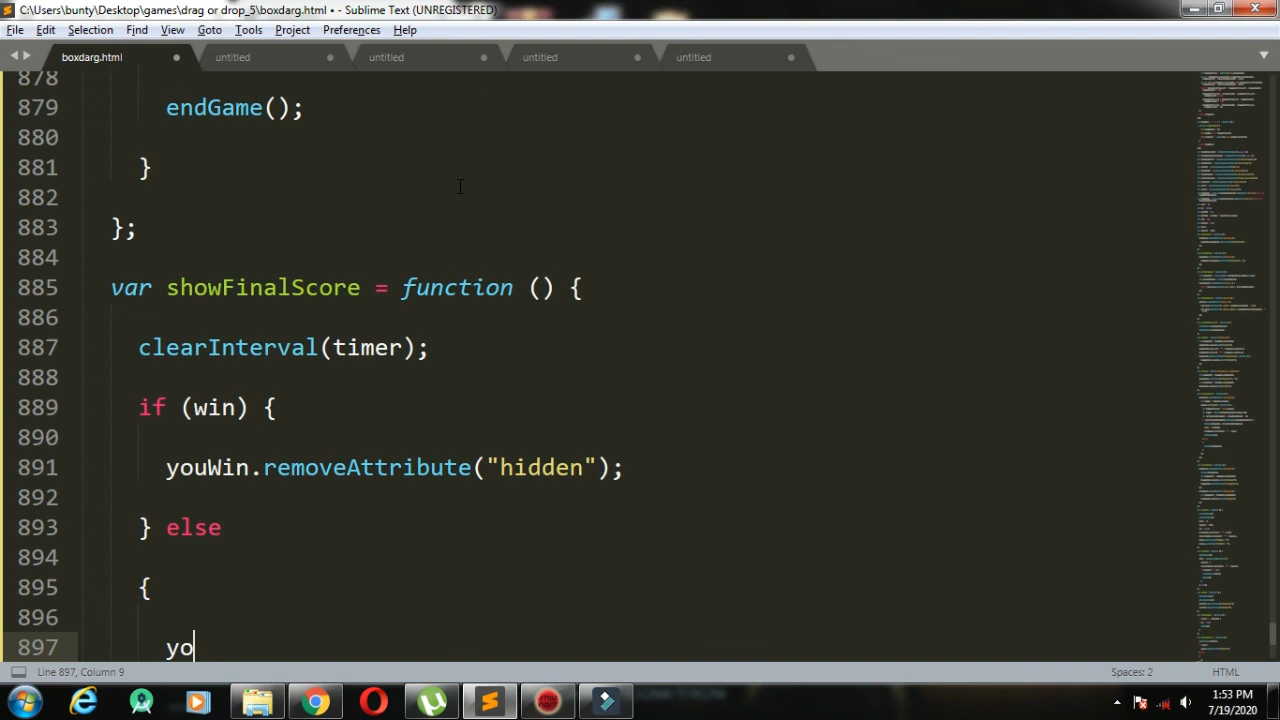 C:\Users\bunty\Desktop\games\drag or drop_5\boxdarg.html • - Sublime Text (UNREGISTERED)
File Edit Selection Find View Goto Tools Project Preferences Help
boxdarg.html untitled untitled untitled untitled
878
879 endGame();
880
881 }
882
883 };
884
885 var showFinalScore = function () {
886
887 clearInterval(timer);
888
889 if (win) {
890
891 youWin.removeAttribute("hidden");
892
893 } else
894
895 {
896
897 yo
Line 897, Column 9 Spaces: 2 HTML
1:53 PM
7/19/2020